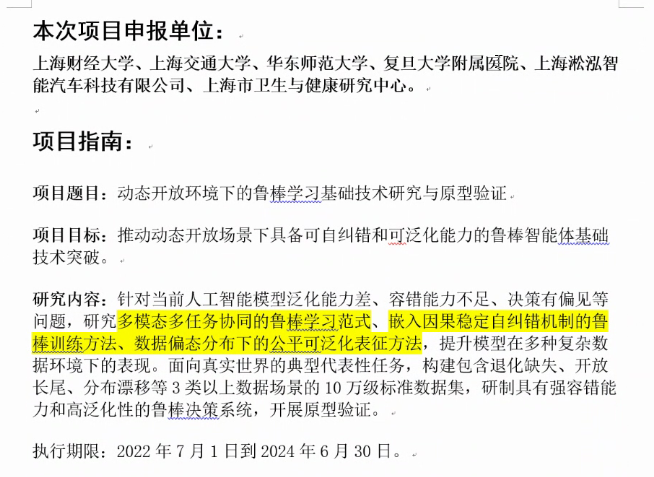 本次项目申报单位：
上海财经大学、上海交通大学、华东师范大学、复旦大学附属医院、上海淞泓智
能汽车科技有限公司、上海市卫生与健康研究中心。
项目指南：
项目题目：动态开放环境下的鲁棒学习基础技术研究与原型验证
项目目标：推动动态开放场景下具备可自纠错和可泛化能力的鲁棒智能体基础
技术突破。
研究内容：针对当前人工智能模型泛化能力差、容错能力不足、决策有偏见等
问题，研究多模态多任务协同的鲁棒学习范式、嵌入因果稳定自纠错机制的鲁
棒训练方法、数据偏态分布下的公平可泛化表征方法，提升模型在多种复杂数
据环境下的表现。面向真实世界的典型代表性任务，构建包含退化缺失、开放
长尾、分布漂移等 3 类以上数据场景的 10 万级标准数据集，研制具有强容错能
力和高泛化性的鲁棒决策系统，开展原型验证。
执行期限：2022 年 7 月 1 日到 2024 年 6 月 30 日。